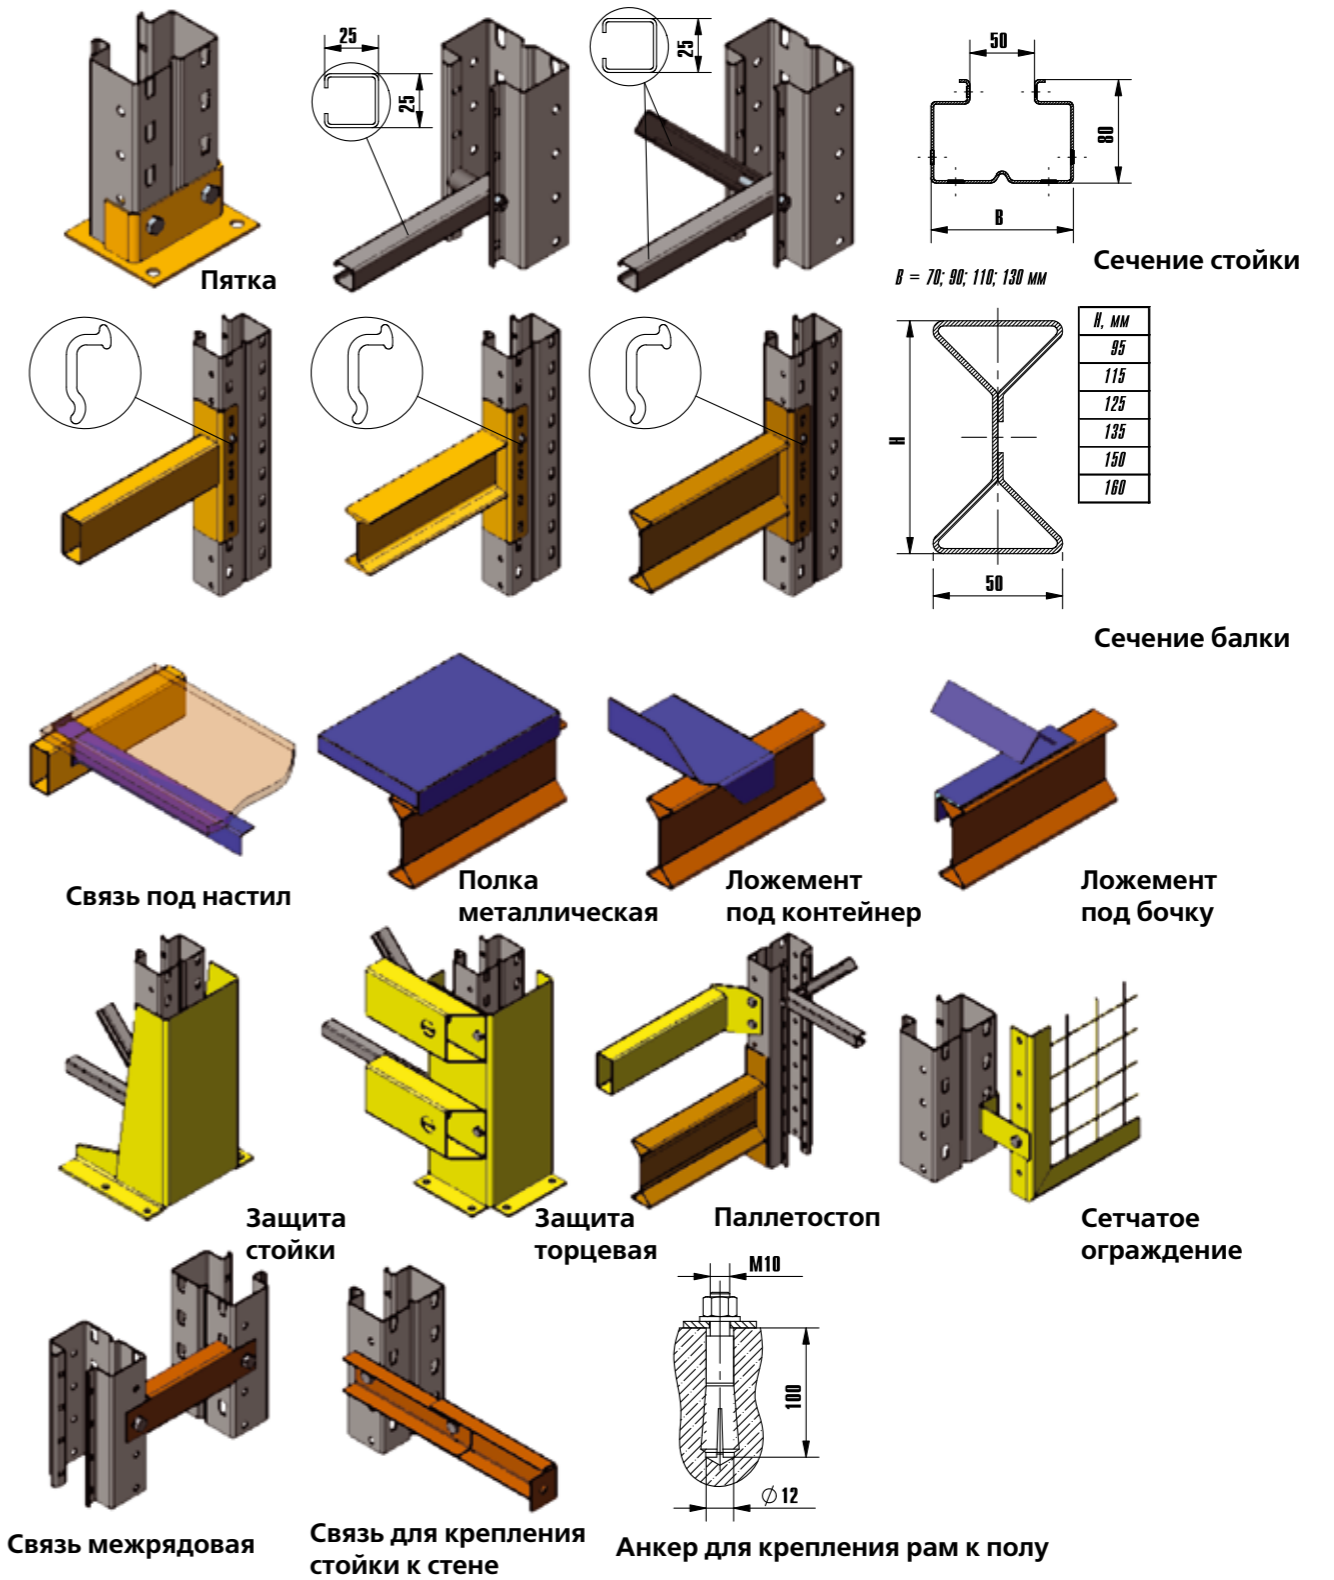 25
25
25
50
80
B
Пятка
Сечение стойки
B = 70; 90; 110; 130 мм
H
H, мм
95
115
125
135
150
160
50
Сечение балки
Связь под настил
Полка
металлическая
Ложемент
под контейнер
Ложемент
под бочку
Защита
стойки
Защита
торцевая
Паллетостоп
Сетчатое
ограждение
M10
100
∅12
Связь межрядовая
Связь для крепления
стойки к стене
Анкер для крепления рам к полу